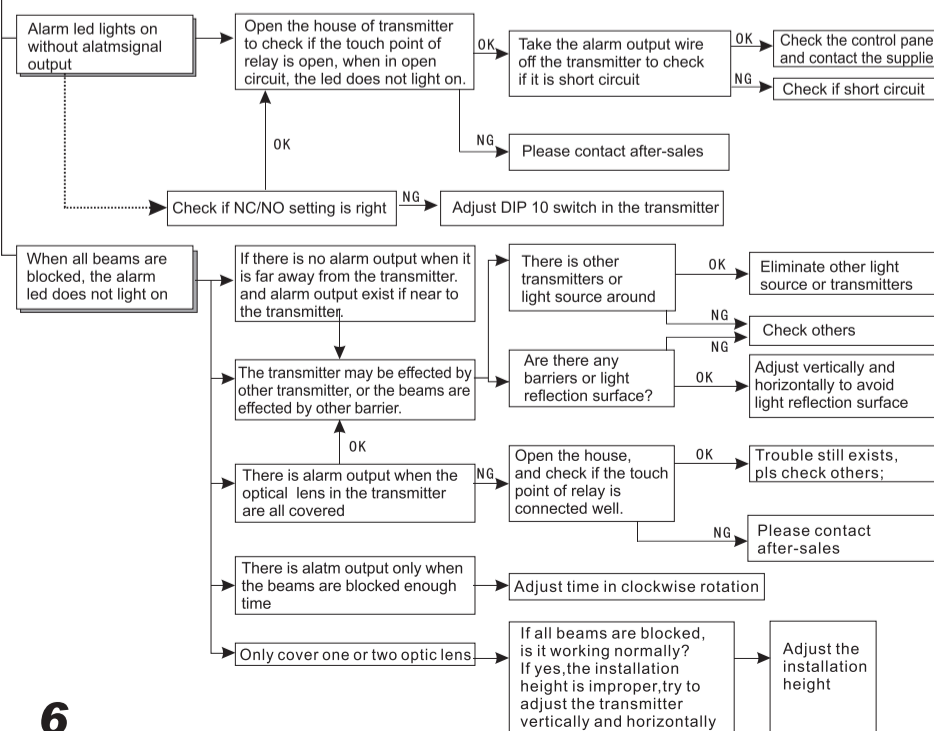 Alarm led lights on
without alatmsignal
output
Open the house of transmitter
to check if the touch point of
relay is open, when in open
circuit, the led does not light on.
OK
Take the alarm output wire
off the transmitter to check
if it is short circuit
OK
Check the control pane
and contact the supplie
NG
Check if short circuit
NG
Please contact after-sales
OK
Check if NC/NO setting is right
NG
Adjust DIP 10 switch in the transmitter
When all beams are
blocked, the alarm
led does not light on
If there is no alarm output when it
is far away from the transmitter.
and alarm output exist if near to
the transmitter.
There is other
transmitters or
light source around
OK
Eliminate other light
source or transmitters
NG
Check others
NG
The transmitter may be effected by
other transmitter, or the beams are
effected by other barrier.
Are there any
barriers or light
reflection surface?
OK
Adjust vertically and
horizontally to avoid
light reflection surface
OK
There is alarm output when the
optical lens in the transmitter
are all covered
NG
Open the house,
and check if the touch
point of relay is
connected well.
OK
Trouble still exists,
pls check others;
NG
Please contact
after-sales
There is alatm output only when
the beams are blocked enough
time
Adjust time in clockwise rotation
Only cover one or two optic lens
If all beams are blocked,
is it working normally?
If yes,the installation
height is improper,try to
adjust the transmitter
vertically and horizontally
Adjust the
installation
height
6